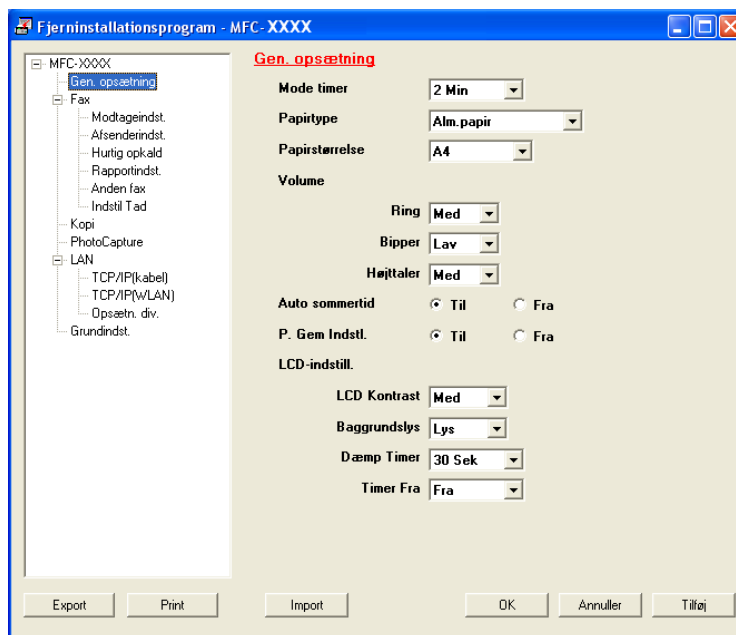 Fjerninstallationsprogram - MFC-XXXX
MFC-XXXX
Gen. opsætning
Fax
Modtageindst.
Afsenderindst.
Hurtig opkald
Rapportindst.
Anden fax
Indstil Tad
Kopi
PhotoCapture
LAN
TCP/IP(kabel)
TCP/IP(WLAN)
Opsætn. div.
Grundindst.
Gen. opsætning
Mode timer 2 Min
Papirtype Alm.papir
Papirstørrelse A4
Volume
Ring Med
Bipper Lav
Højttaler Med
Auto sommertid Til Fra
P. Gem Indstl. Til Fra
LCD-indstill.
LCD Kontrast Med
Baggrundslys Lys
Dæmp Timer 30 Sek
Timer Fra Fra
Export Print Import OK Annuller Tilføj